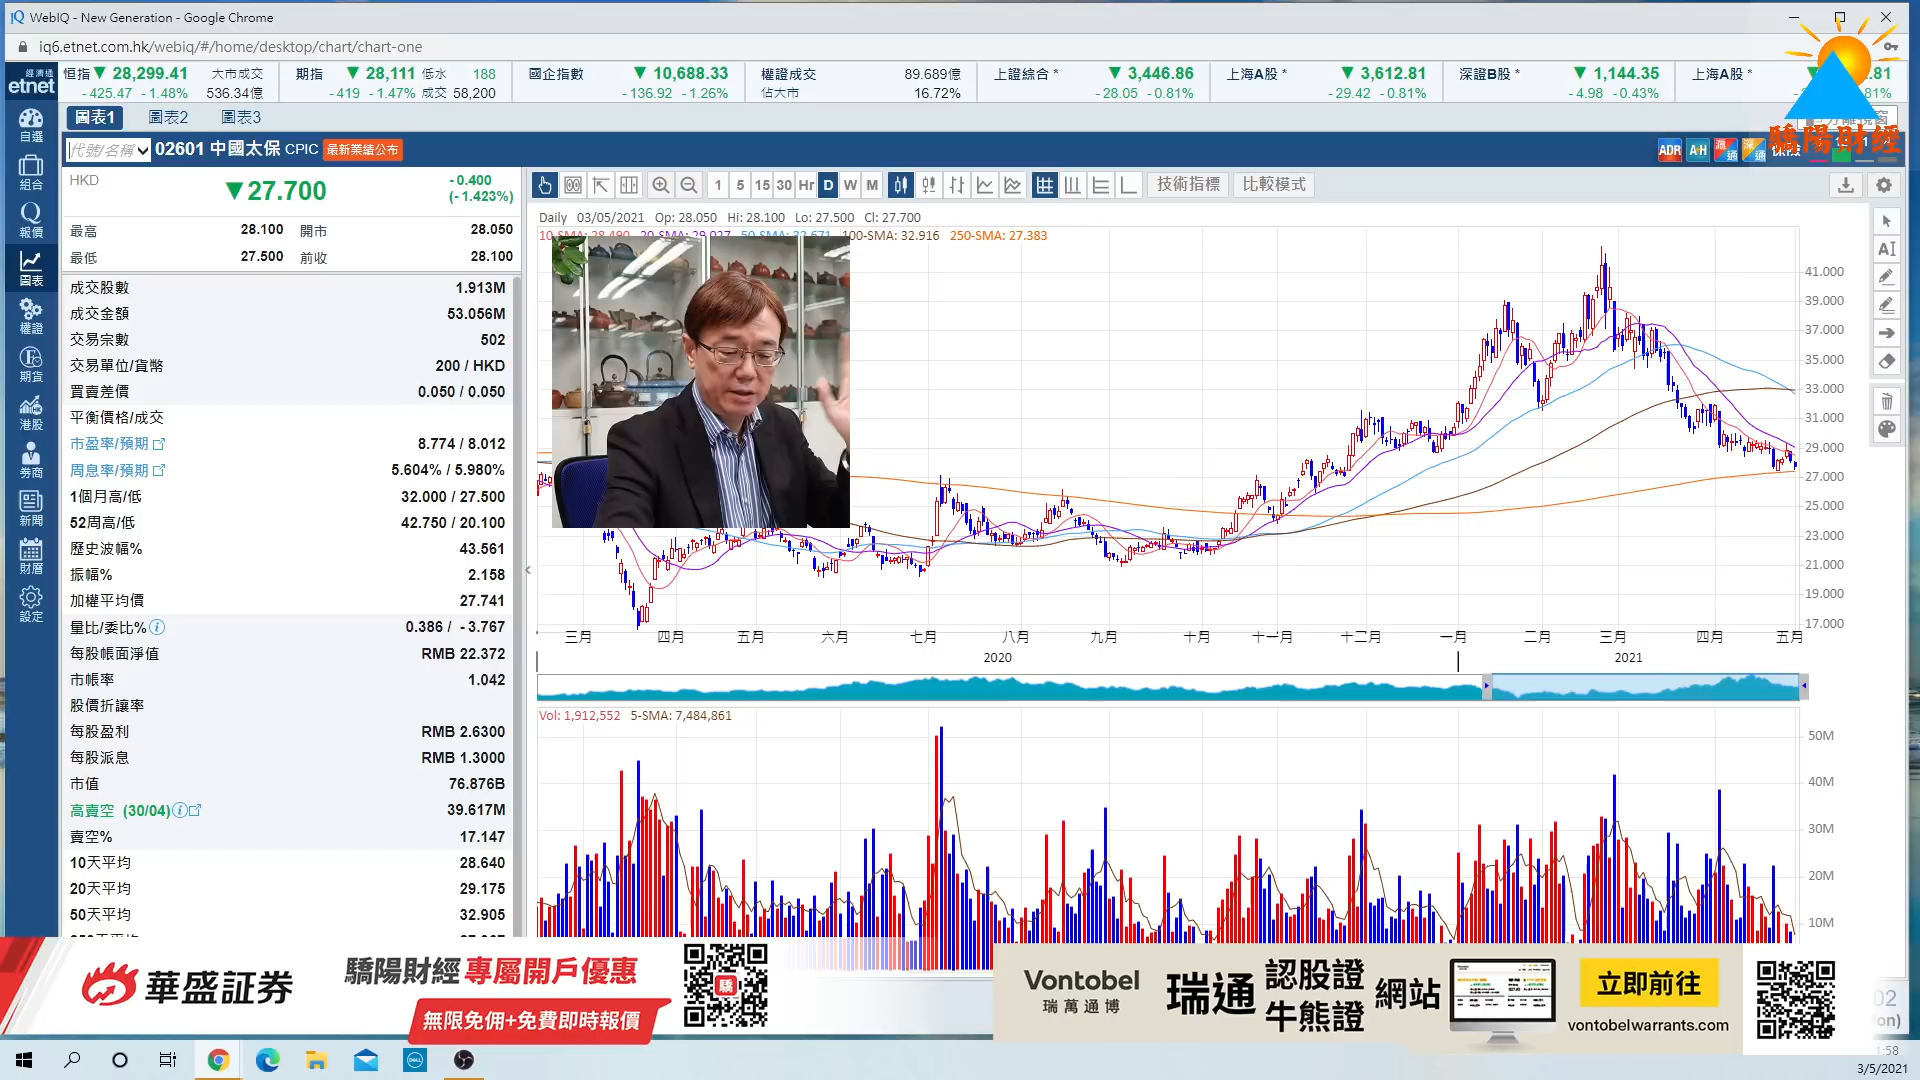 WebIQ - New Generation - Google Chrome
iq6.etnet.com.hk/webiq/#/home/desktop/chart/chart-one
經濟通
etnet
恒指 ▼ 28,299.41 大市成交
- 425.47 - 1.48% 536.34億
期指 ▼ 28,111 低水 188
-419 - 1.47% 成交 58,200
國企指數 ▼ 10,688.33
-136.92 - 1.26%
權證成交 89.689億
佔大市 16.72%
上證綜合 * ▼ 3,446.86
- 28.05 - 0.81%
上海A股 * ▼ 3,612.81
- 29.42 - 0.81%
深證B股 * ▼ 1,144.35
- 4.98 - 0.43%
上海A股 *
驕陽財經
圖表1 圖表2 圖表3
代號/名稱 02601 中國太保 CPIC 最新業績公布
ADR A-H
自選
組合
報價
圖表
權證
期貨
港股
券商
新聞
財曆
設定
HKD
▼27.700
-0.400
(- 1.423%)
最高 28.100 開市 28.050
最低 27.500 前收 28.100
成交股數 1.913M
成交金額 53.056M
交易宗數 502
交易單位/貨幣 200 / HKD
買賣差價 0.050 / 0.050
平衡價格/成交
市盈率/預期 8.774 / 8.012
周息率/預期 5.604% / 5.980%
1個月高/低 32.000 / 27.500
52周高/低 42.750 / 20.100
歷史波幅% 43.561
振幅% 2.158
加權平均價 27.741
量比/委比% 0.386 / - 3.767
每股帳面淨值 RMB 22.372
市帳率 1.042
股價折讓率
每股盈利 RMB 2.6300
每股派息 RMB 1.3000
市值 76.876B
高賣空 (30/04) 39.617M
賣空% 17.147
10天平均 28.640
20天平均 29.175
50天平均 32.905
1 5 15 30 Hr D W M
技術指標 比較模式
Daily 03/05/2021 Op: 28.050 Hi: 28.100 Lo: 27.500 Cl: 27.700
100-SMA: 32.916 250-SMA: 27.383
41.000
39.000
37.000
35.000
33.000
31.000
29.000
27.000
25.000
23.000
21.000
19.000
17.000
三月 四月 五月 六月 七月 八月 九月 十月 十一月 十二月 一月 二月 三月 四月 五月
2020 2021
Vol: 1,912,552 5-SMA: 7,484,861
50M
40M
30M
20M
10M
華盛証券
驕陽財經 專屬開戶優惠
無限免佣+免費即時報價
驕
Vontobel
瑞萬通博
瑞通 認股證 牛熊證 網站
立即前往
vontobelwarrants.com
DELL
3/5/2021